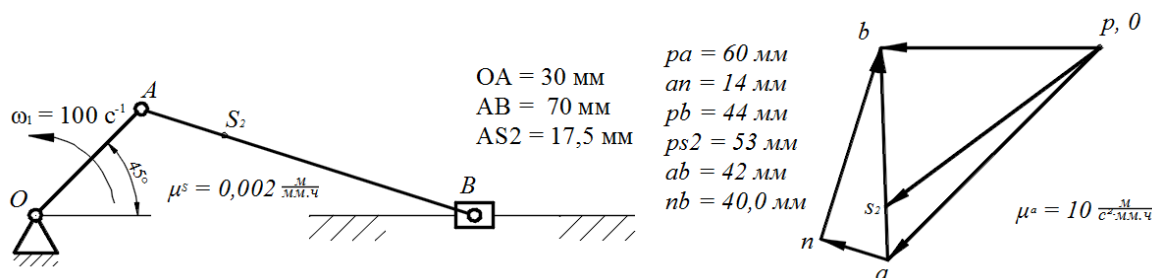 A
ω₁ = 100 с⁻¹
S₂
45°
O
μˢ = 0,002 м/мм.ч
B
OA = 30 мм
AB = 70 мм
AS2 = 17,5 мм
pa = 60 мм
an = 14 мм
pb = 44 мм
ps2 = 53 мм
ab = 42 мм
nb = 40,0 мм
b
p, 0
s₂
n
a
μᵃ = 10 м/с²·мм.ч